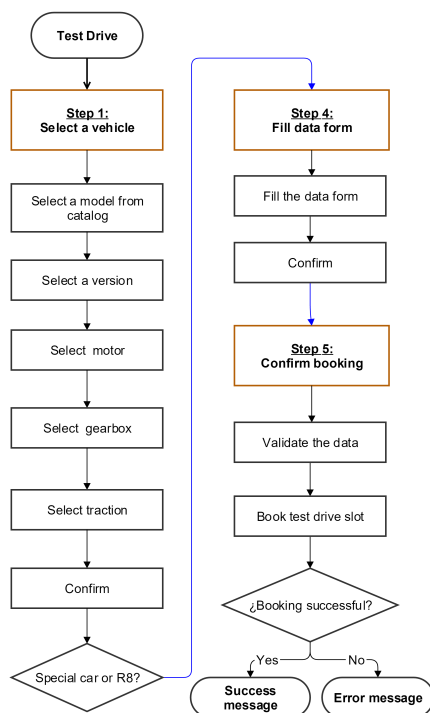 Test Drive
Step 1:
Select a vehicle
Select a model from
catalog
Select a version
Select motor
Select gearbox
Select traction
Confirm
Special car or R8?
Step 4:
Fill data form
Fill the data form
Confirm
Step 5:
Confirm booking
Validate the data
Book test drive slot
¿Booking successful?
Yes
No
Success
message
Error message